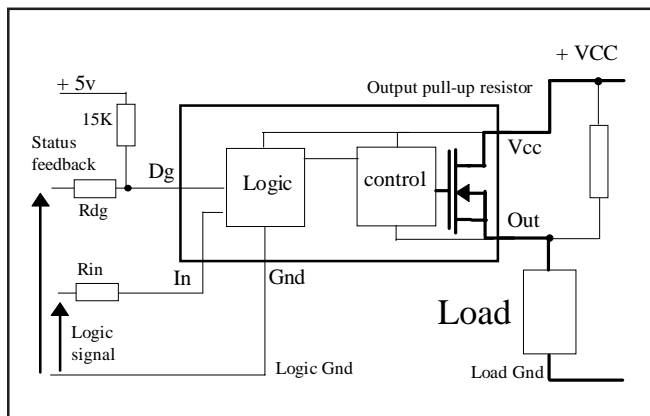 + VCC
+ 5v
Output pull-up resistor
15K
Status
feedback
Vcc
Dg
Logic
control
Rdg
Out
Rin
In
Gnd
Load
Logic
signal
Logic Gnd
Load Gnd